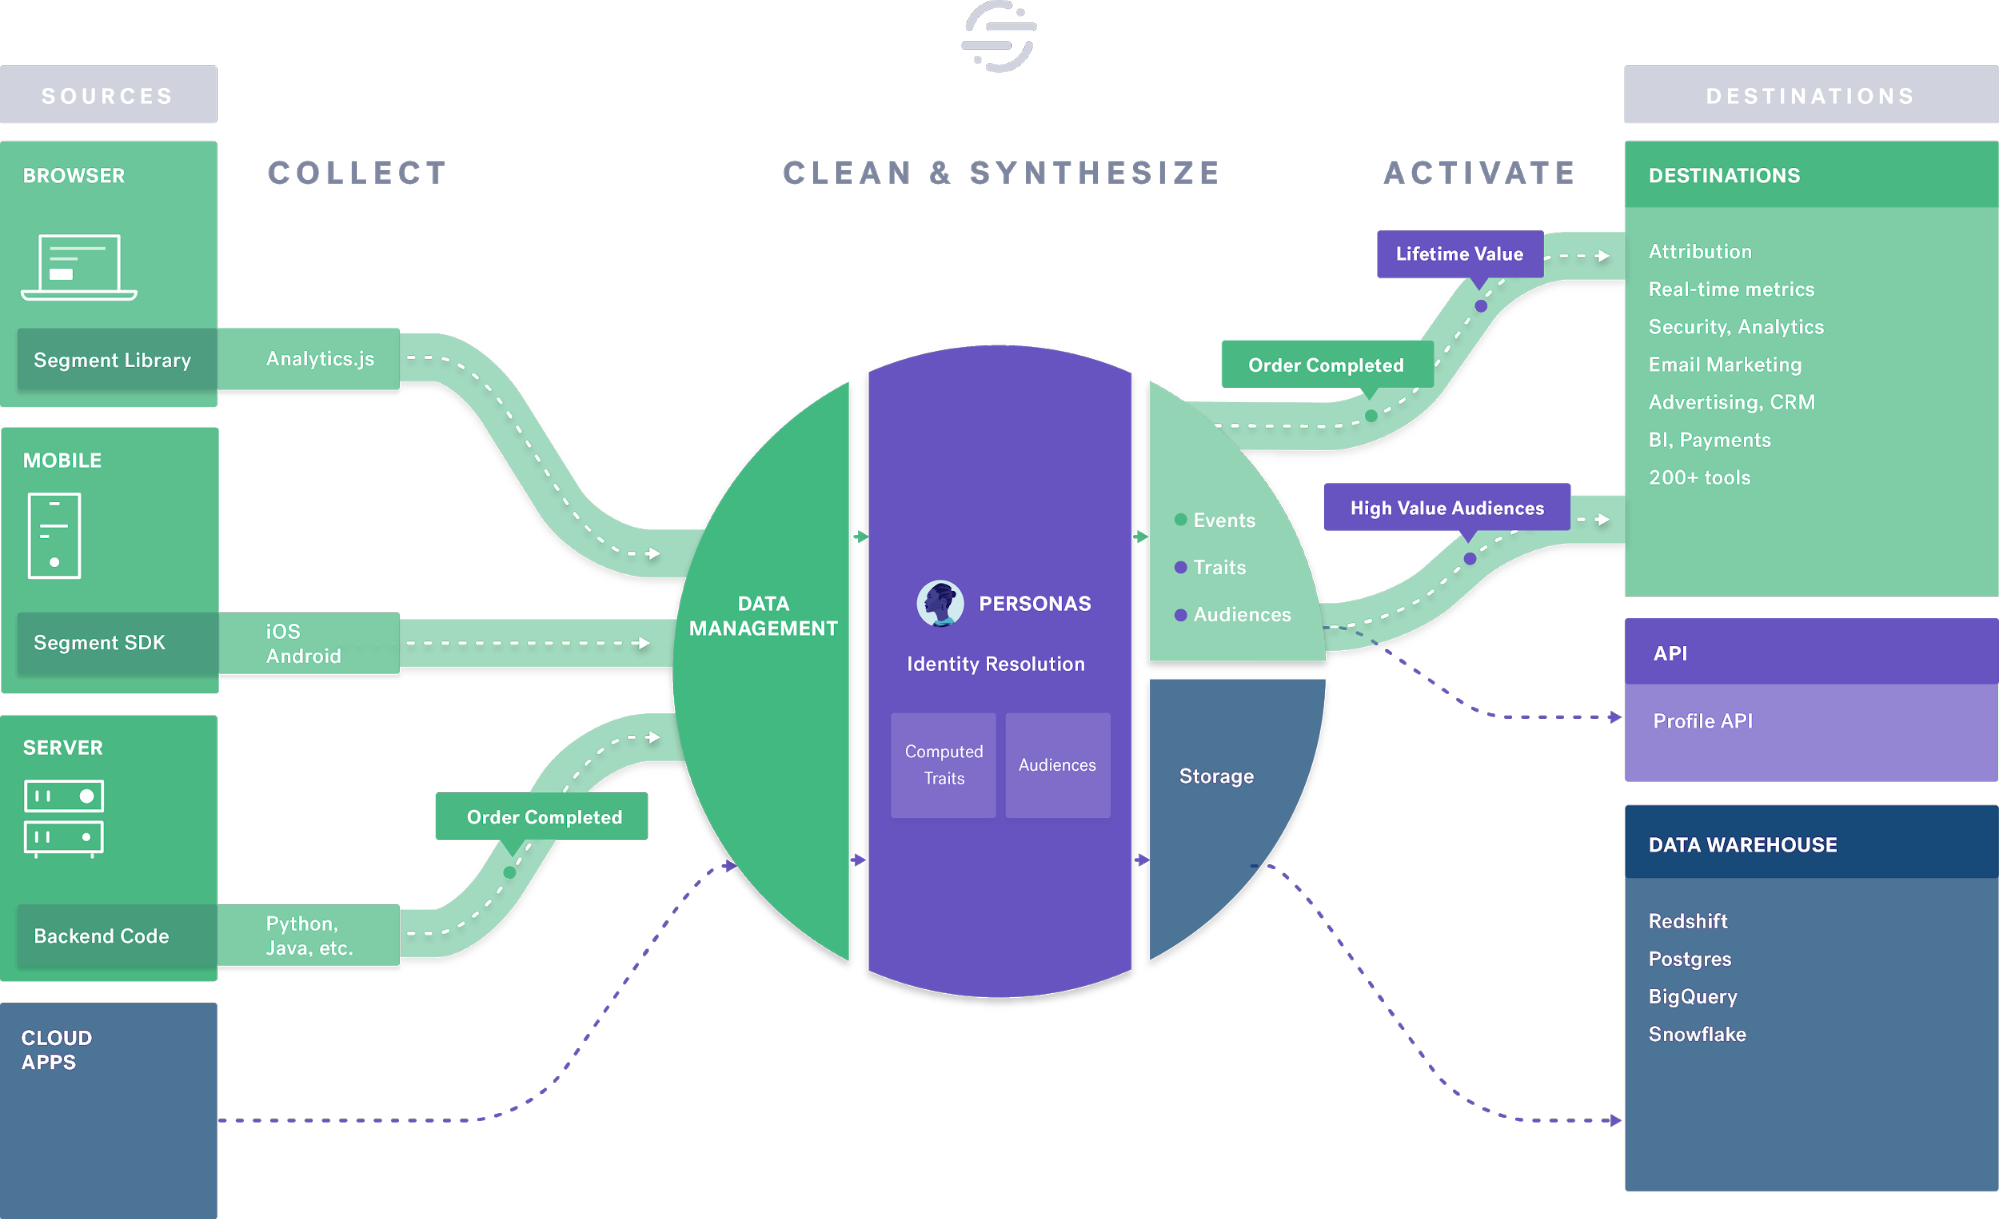 SOURCES
DESTINATIONS
COLLECT
CLEAN & SYNTHESIZE
ACTIVATE
BROWSER
Segment Library
Analytics.js
MOBILE
Segment SDK
iOS
Android
SERVER
Order Completed
Backend Code
Python,
Java, etc.
CLOUD
APPS
DATA
MANAGEMENT
PERSONAS
Identity Resolution
Computed
Traits
Audiences
Events
Traits
Audiences
Storage
Lifetime Value
Order Completed
High Value Audiences
DESTINATIONS
Attribution
Real-time metrics
Security, Analytics
Email Marketing
Advertising, CRM
BI, Payments
200+ tools
API
Profile API
DATA WAREHOUSE
Redshift
Postgres
BigQuery
Snowflake